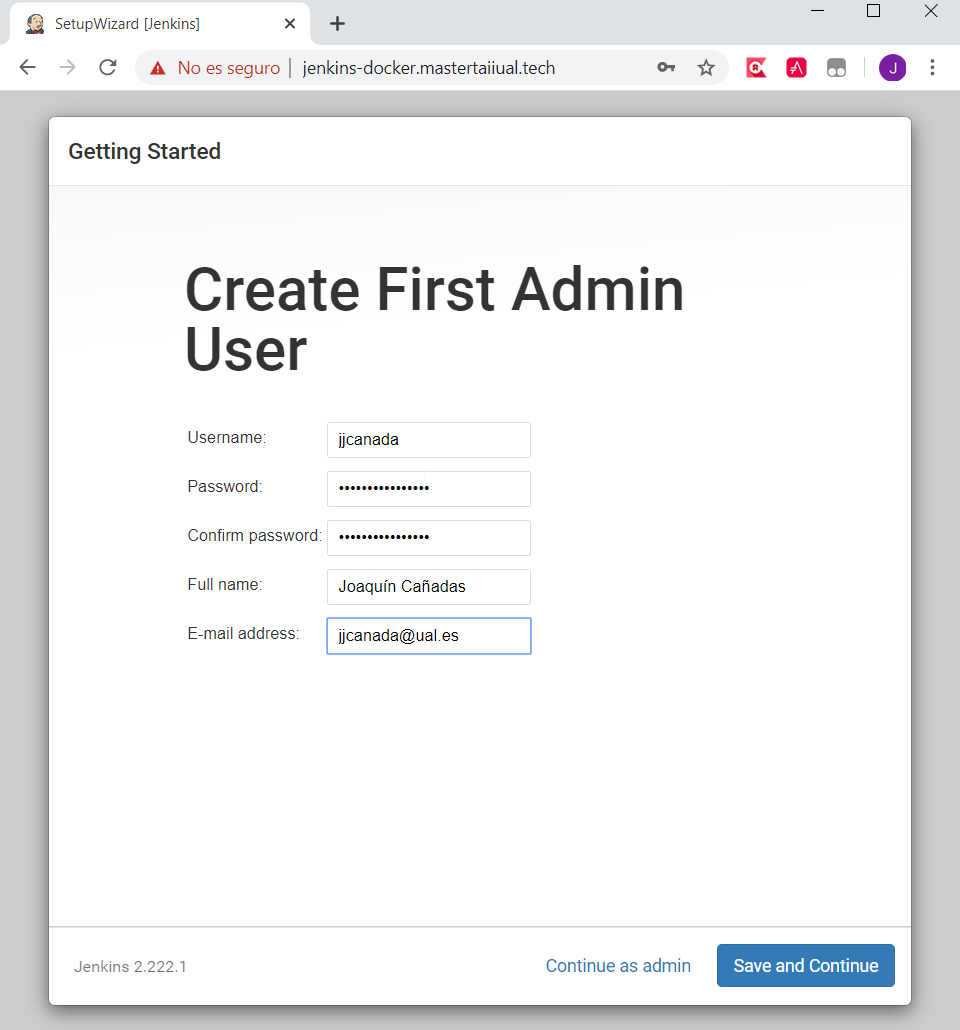 SetupWizard [Jenkins]
No es seguro | jenkins-docker.mastertaiiual.tech
J
Getting Started
Create First Admin
User
Username: jjcanada
Password: ••••••••••••••••
Confirm password: ••••••••••••••••
Full name: Joaquín Cañadas
E-mail address: jjcanada@ual.es
Jenkins 2.222.1 Continue as admin Save and Continue